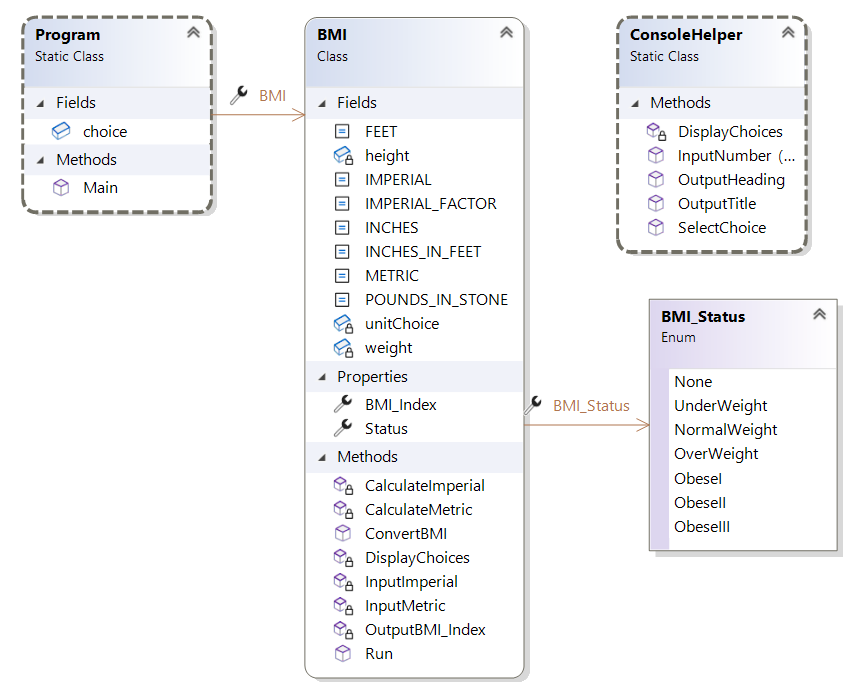 Program
Static Class
Fields
choice
Methods
Main
BMI
BMI
Class
Fields
FEET
height
IMPERIAL
IMPERIAL_FACTOR
INCHES
INCHES_IN_FEET
METRIC
POUNDS_IN_STONE
unitChoice
weight
Properties
BMI_Index
Status
Methods
CalculateImperial
CalculateMetric
ConvertBMI
DisplayChoices
InputImperial
InputMetric
OutputBMI_Index
Run
ConsoleHelper
Static Class
Methods
DisplayChoices
InputNumber (...
OutputHeading
OutputTitle
SelectChoice
BMI_Status
BMI_Status
Enum
None
UnderWeight
NormalWeight
OverWeight
ObeseI
ObeseII
ObeseIII